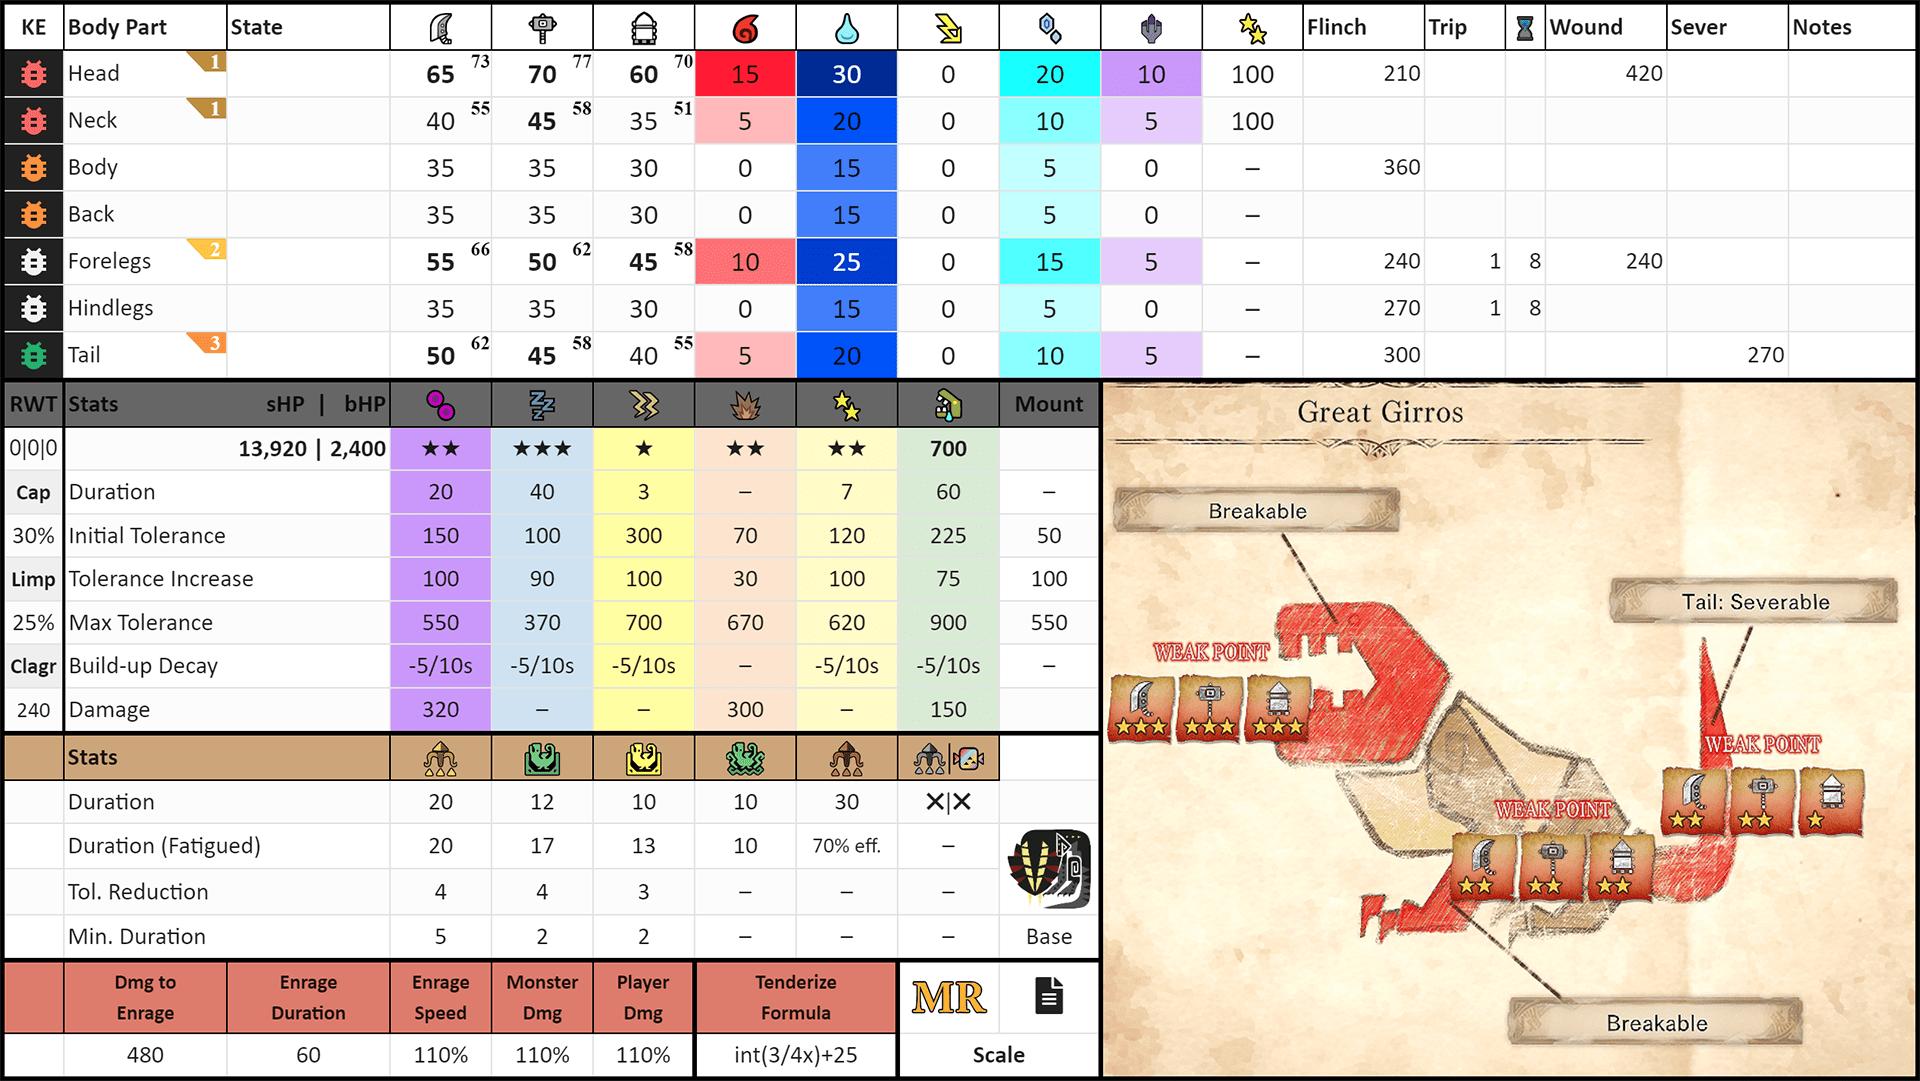 KE Body Part State Flinch Trip Wound Sever Notes
Head 1 65 73 70 77 60 70 15 30 0 20 10 100 210 420
Neck 1 40 55 45 58 35 51 5 20 0 10 5 100
Body 35 35 30 0 15 0 5 0 – 360
Back 35 35 30 0 15 0 5 0 –
Forelegs 2 55 66 50 62 45 58 10 25 0 15 5 – 240 1 8 240
Hindlegs 35 35 30 0 15 0 5 0 – 270 1 8
Tail 3 50 62 45 58 40 55 5 20 0 10 5 – 300 270
RWT Stats sHP | bHP Mount
0|0|0 13,920 | 2,400 ★★ ★★★ ★ ★★ ★★ 700
Cap Duration 20 40 3 – 7 60 –
30% Initial Tolerance 150 100 300 70 120 225 50
Limp Tolerance Increase 100 90 100 30 100 75 100
25% Max Tolerance 550 370 700 670 620 900 550
Clagr Build-up Decay -5/10s -5/10s -5/10s – -5/10s -5/10s –
240 Damage 320 – – 300 – 150
Stats
Duration 20 12 10 10 30 ✕|✕
Duration (Fatigued) 20 17 13 10 70% eff. –
Tol. Reduction 4 4 3 – – –
Min. Duration 5 2 2 – – – Base
Dmg to Enrage Enrage Duration Enrage Speed Monster Dmg Player Dmg Tenderize Formula MR
480 60 110% 110% 110% int(3/4x)+25 Scale
Great Girros
Breakable
Tail: Severable
WEAK POINT
WEAK POINT
WEAK POINT
Breakable